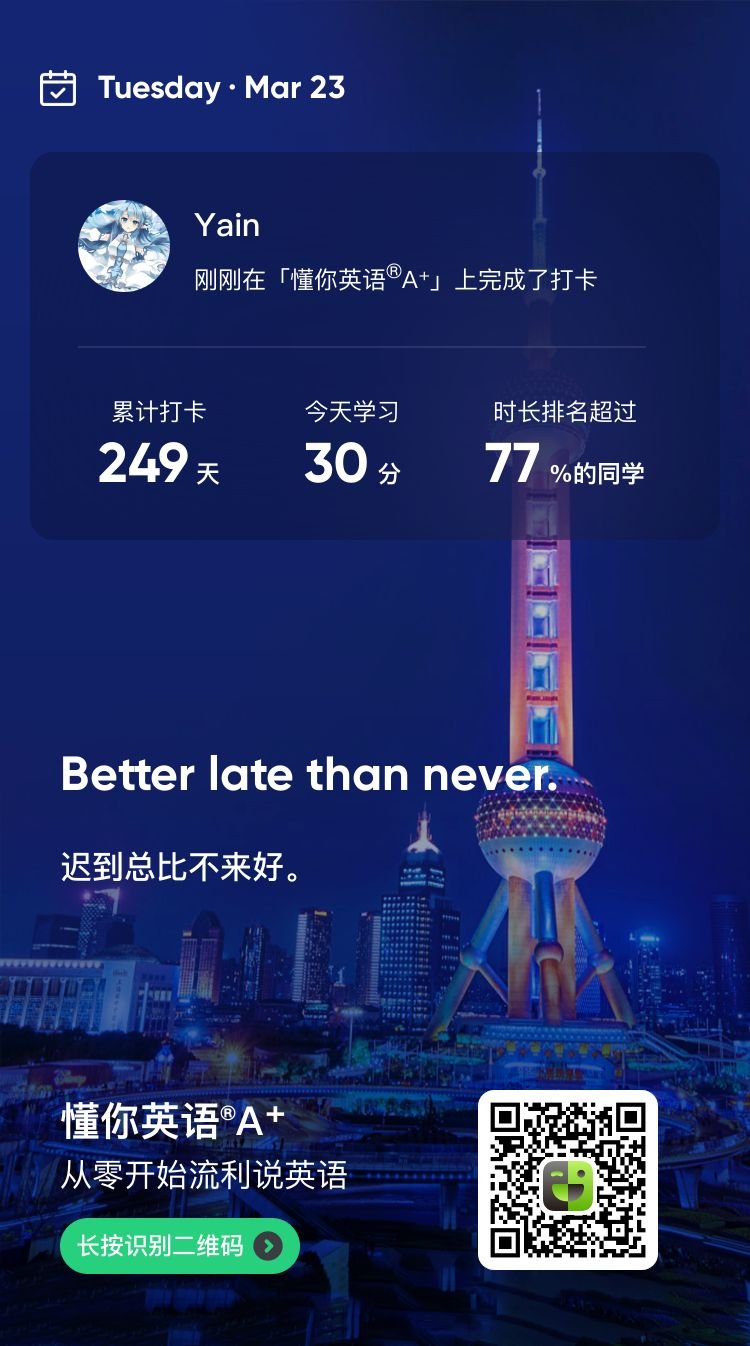 Tuesday · Mar 23
Yain
刚刚在「懂你英语®A⁺」上完成了打卡
累计打卡
249 天
今天学习
30 分
时长排名超过
77 %的同学
Better late than never.
迟到总比不来好。
懂你英语®A⁺
从零开始流利说英语
长按识别二维码